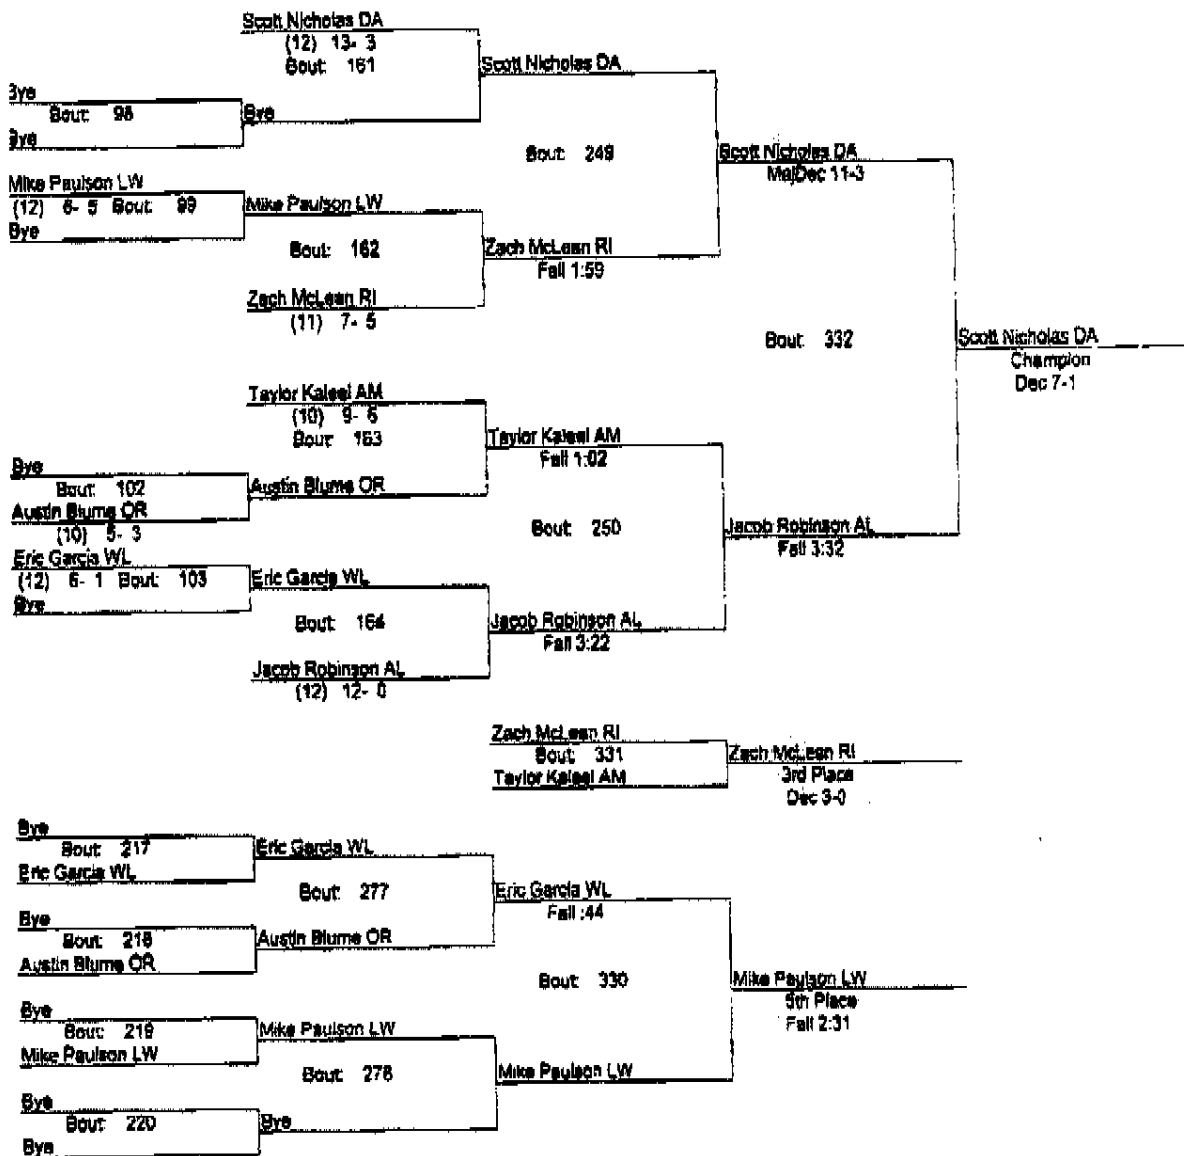 Scott Nicholas DA
(12) 13- 3
Bout: 161
Scott Nicholas DA
Bye
Bout: 98
Bye
Bye
Bout: 249
Scott Nicholas DA
MajDec 11-3
Mike Paulson LW
(12) 6- 5 Bout: 99
Bye
Mike Paulson LW
Bout: 162
Zach McLean RI
Fall 1:59
Zach McLean RI
(11) 7- 5
Bout: 332
Scott Nicholas DA
Champion
Dec 7-1
Taylor Kaleel AM
(10) 9- 6
Bout: 163
Taylor Kaleel AM
Fall 1:02
Bye
Bout: 102
Austin Blume OR
(10) 5- 3
Austin Blume OR
Bout: 250
Jacob Robinson AL
Fall 3:32
Eric Garcia WL
(12) 6- 1 Bout: 103
Bye
Eric Garcia WL
Bout: 164
Jacob Robinson AL
Fall 3:22
Jacob Robinson AL
(12) 12- 0
Zach McLean RI
Bout: 331
Taylor Kaleel AM
Zach McLean RI
3rd Place
Dec 3-0
Bye
Bout: 217
Eric Garcia WL
Eric Garcia WL
Bout: 277
Eric Garcia WL
Fall :44
Bye
Bout: 218
Austin Blume OR
Austin Blume OR
Bout: 330
Mike Paulson LW
5th Place
Fall 2:31
Bye
Bout: 219
Mike Paulson LW
Mike Paulson LW
Bout: 278
Mike Paulson LW
Bye
Bout: 220
Bye
Bye